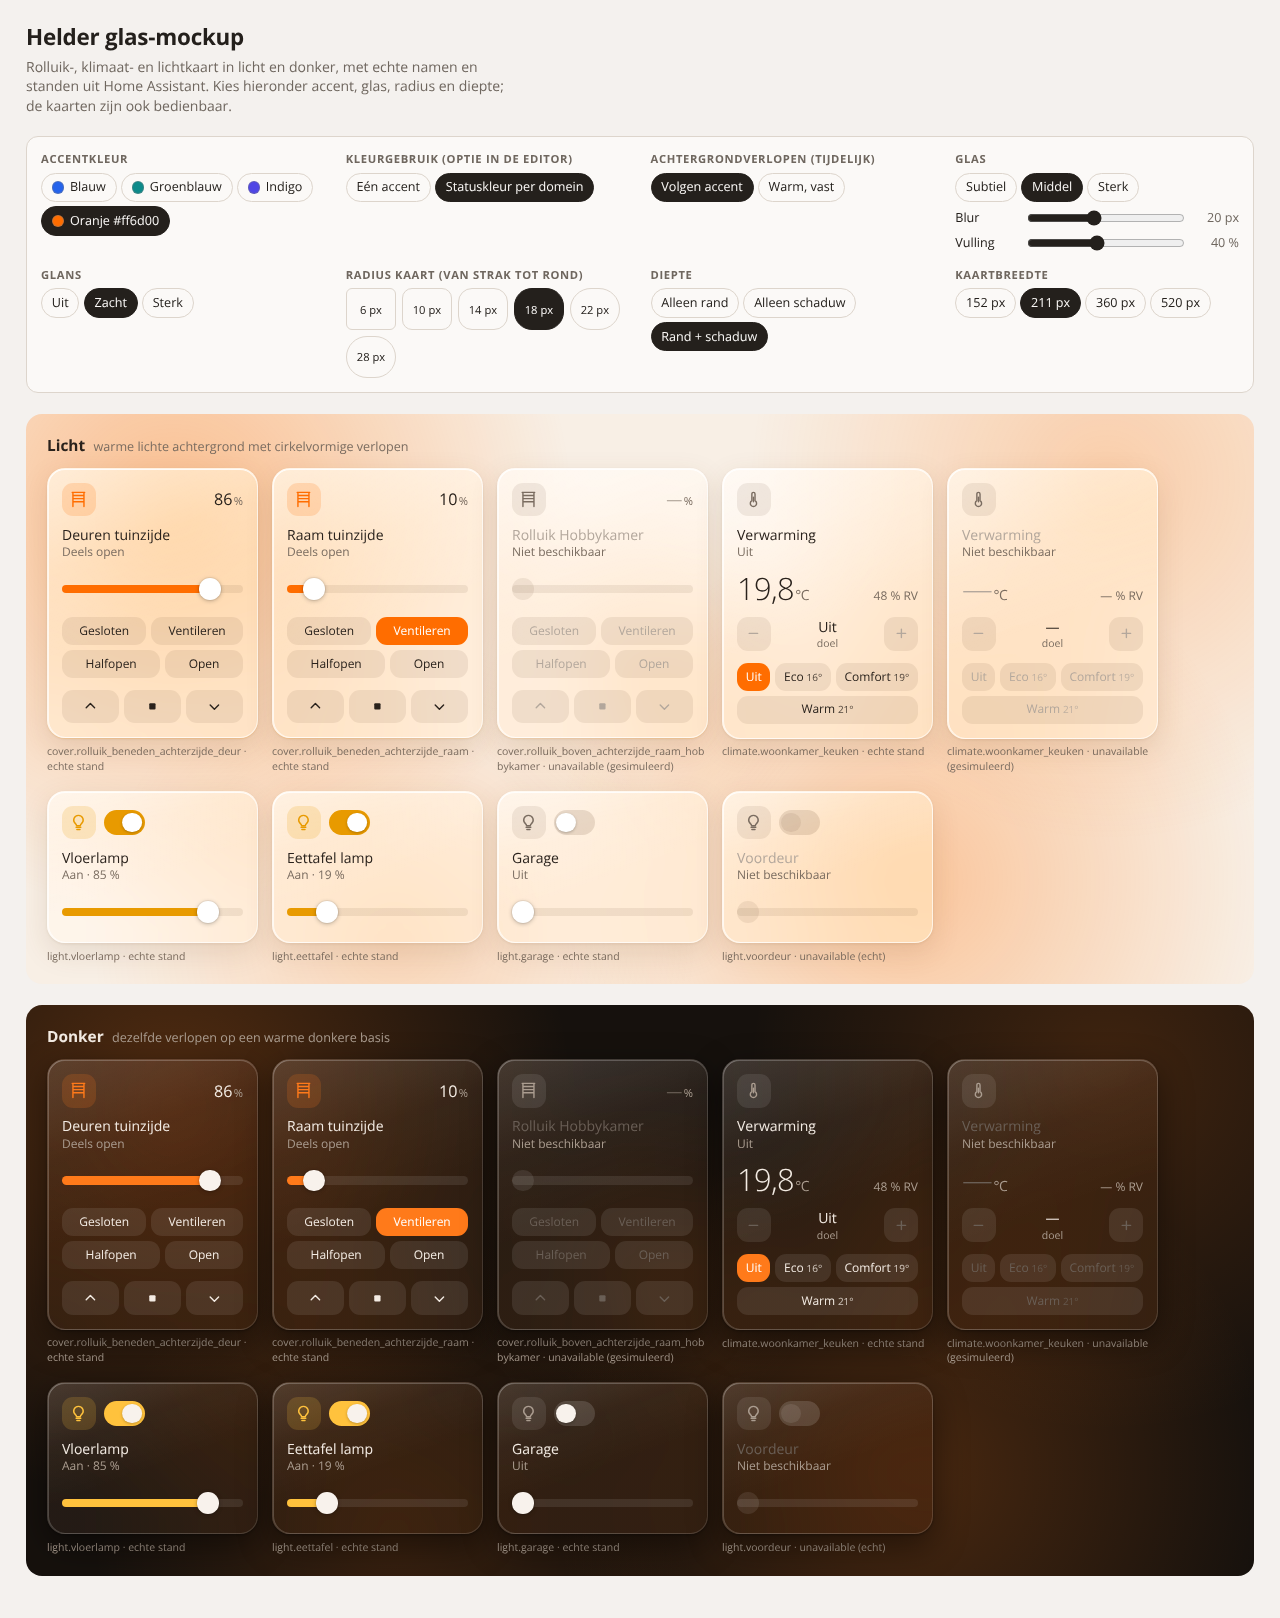 Helder glas-mockup
Rolluik-, klimaat- en lichtkaart in licht en donker, met echte namen en
standen uit Home Assistant. Kies hieronder accent, glas, radius en diepte;
de kaarten zijn ook bedienbaar.
ACCENTKLEUR
Blauw Groenblauw Indigo
Oranje #ff6d00
KLEURGEBRUIK (OPTIE IN DE EDITOR)
Eén accent Statuskleur per domein
ACHTERGRONDVERLOPEN (TIJDELIJK)
Volgen accent Warm, vast
GLAS
Subtiel Middel Sterk
Blur 20 px
Vulling 40 %
GLANS
Uit Zacht Sterk
RADIUS KAART (VAN STRAK TOT ROND)
6 px 10 px 14 px 18 px 22 px
28 px
DIEPTE
Alleen rand Alleen schaduw
Rand + schaduw
KAARTBREEDTE
152 px 211 px 360 px 520 px
Licht warme lichte achtergrond met cirkelvormige verlopen
86 %
Deuren tuinzijde
Deels open
Gesloten Ventileren
Halfopen Open
cover.rolluik_beneden_achterzijde_deur ·
echte stand
10 %
Raam tuinzijde
Deels open
Gesloten Ventileren
Halfopen Open
cover.rolluik_beneden_achterzijde_raam ·
echte stand
— %
Rolluik Hobbykamer
Niet beschikbaar
Gesloten Ventileren
Halfopen Open
cover.rolluik_boven_achterzijde_raam_hob
bykamer · unavailable (gesimuleerd)
Verwarming
Uit
19,8 °C 48 % RV
− Uit +
doel
Uit Eco 16° Comfort 19°
Warm 21°
climate.woonkamer_keuken · echte stand
Verwarming
Niet beschikbaar
— °C — % RV
− — +
doel
Uit Eco 16° Comfort 19°
Warm 21°
climate.woonkamer_keuken · unavailable
(gesimuleerd)
Vloerlamp
Aan · 85 %
light.vloerlamp · echte stand
Eettafel lamp
Aan · 19 %
light.eettafel · echte stand
Garage
Uit
light.garage · echte stand
Voordeur
Niet beschikbaar
light.voordeur · unavailable (echt)
Donker dezelfde verlopen op een warme donkere basis
86 %
Deuren tuinzijde
Deels open
Gesloten Ventileren
Halfopen Open
cover.rolluik_beneden_achterzijde_deur ·
echte stand
10 %
Raam tuinzijde
Deels open
Gesloten Ventileren
Halfopen Open
cover.rolluik_beneden_achterzijde_raam ·
echte stand
— %
Rolluik Hobbykamer
Niet beschikbaar
Gesloten Ventileren
Halfopen Open
cover.rolluik_boven_achterzijde_raam_hob
bykamer · unavailable (gesimuleerd)
Verwarming
Uit
19,8 °C 48 % RV
− Uit +
doel
Uit Eco 16° Comfort 19°
Warm 21°
climate.woonkamer_keuken · echte stand
Verwarming
Niet beschikbaar
— °C — % RV
− — +
doel
Uit Eco 16° Comfort 19°
Warm 21°
climate.woonkamer_keuken · unavailable
(gesimuleerd)
Vloerlamp
Aan · 85 %
light.vloerlamp · echte stand
Eettafel lamp
Aan · 19 %
light.eettafel · echte stand
Garage
Uit
light.garage · echte stand
Voordeur
Niet beschikbaar
light.voordeur · unavailable (echt)